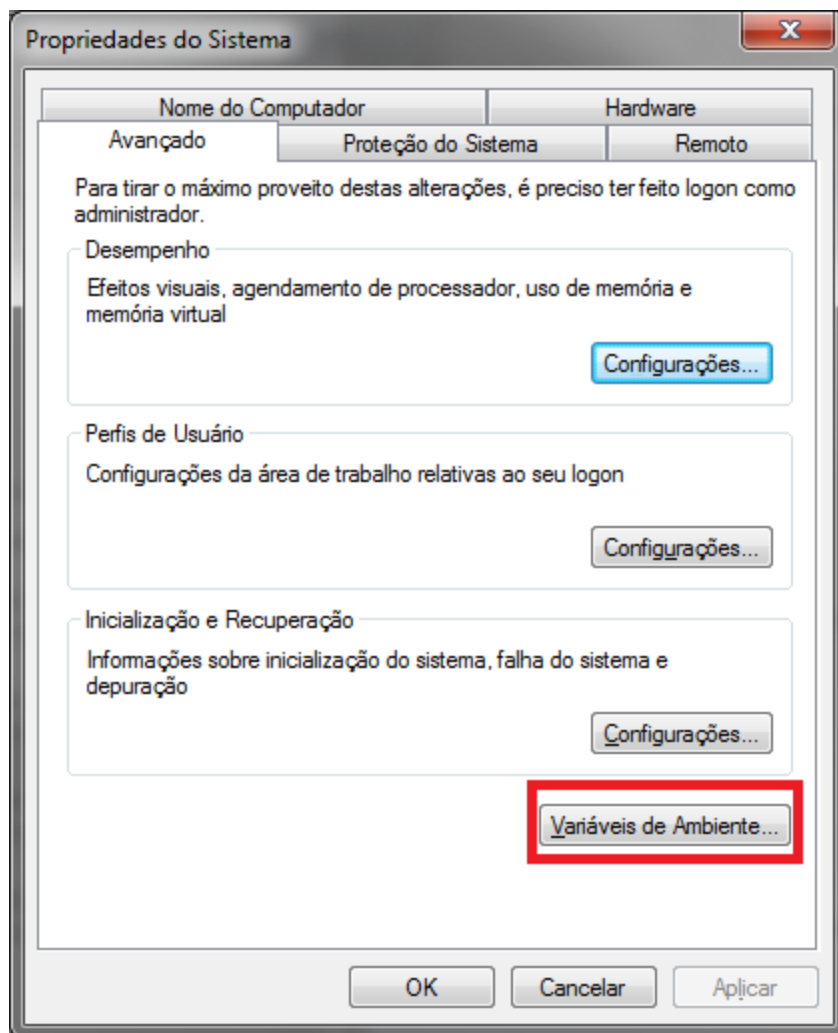 Propriedades do Sistema
Nome do Computador
Hardware
Avançado
Proteção do Sistema
Remoto
Para tirar o máximo proveito destas alterações, é preciso ter feito logon como
administrador.
Desempenho
Efeitos visuais, agendamento de processador, uso de memória e
memória virtual
Configurações...
Perfis de Usuário
Configurações da área de trabalho relativas ao seu logon
Configurações...
Inicialização e Recuperação
Informações sobre inicialização do sistema, falha do sistema e
depuração
Configurações...
Variáveis de Ambiente...
OK
Cancelar
Aplicar